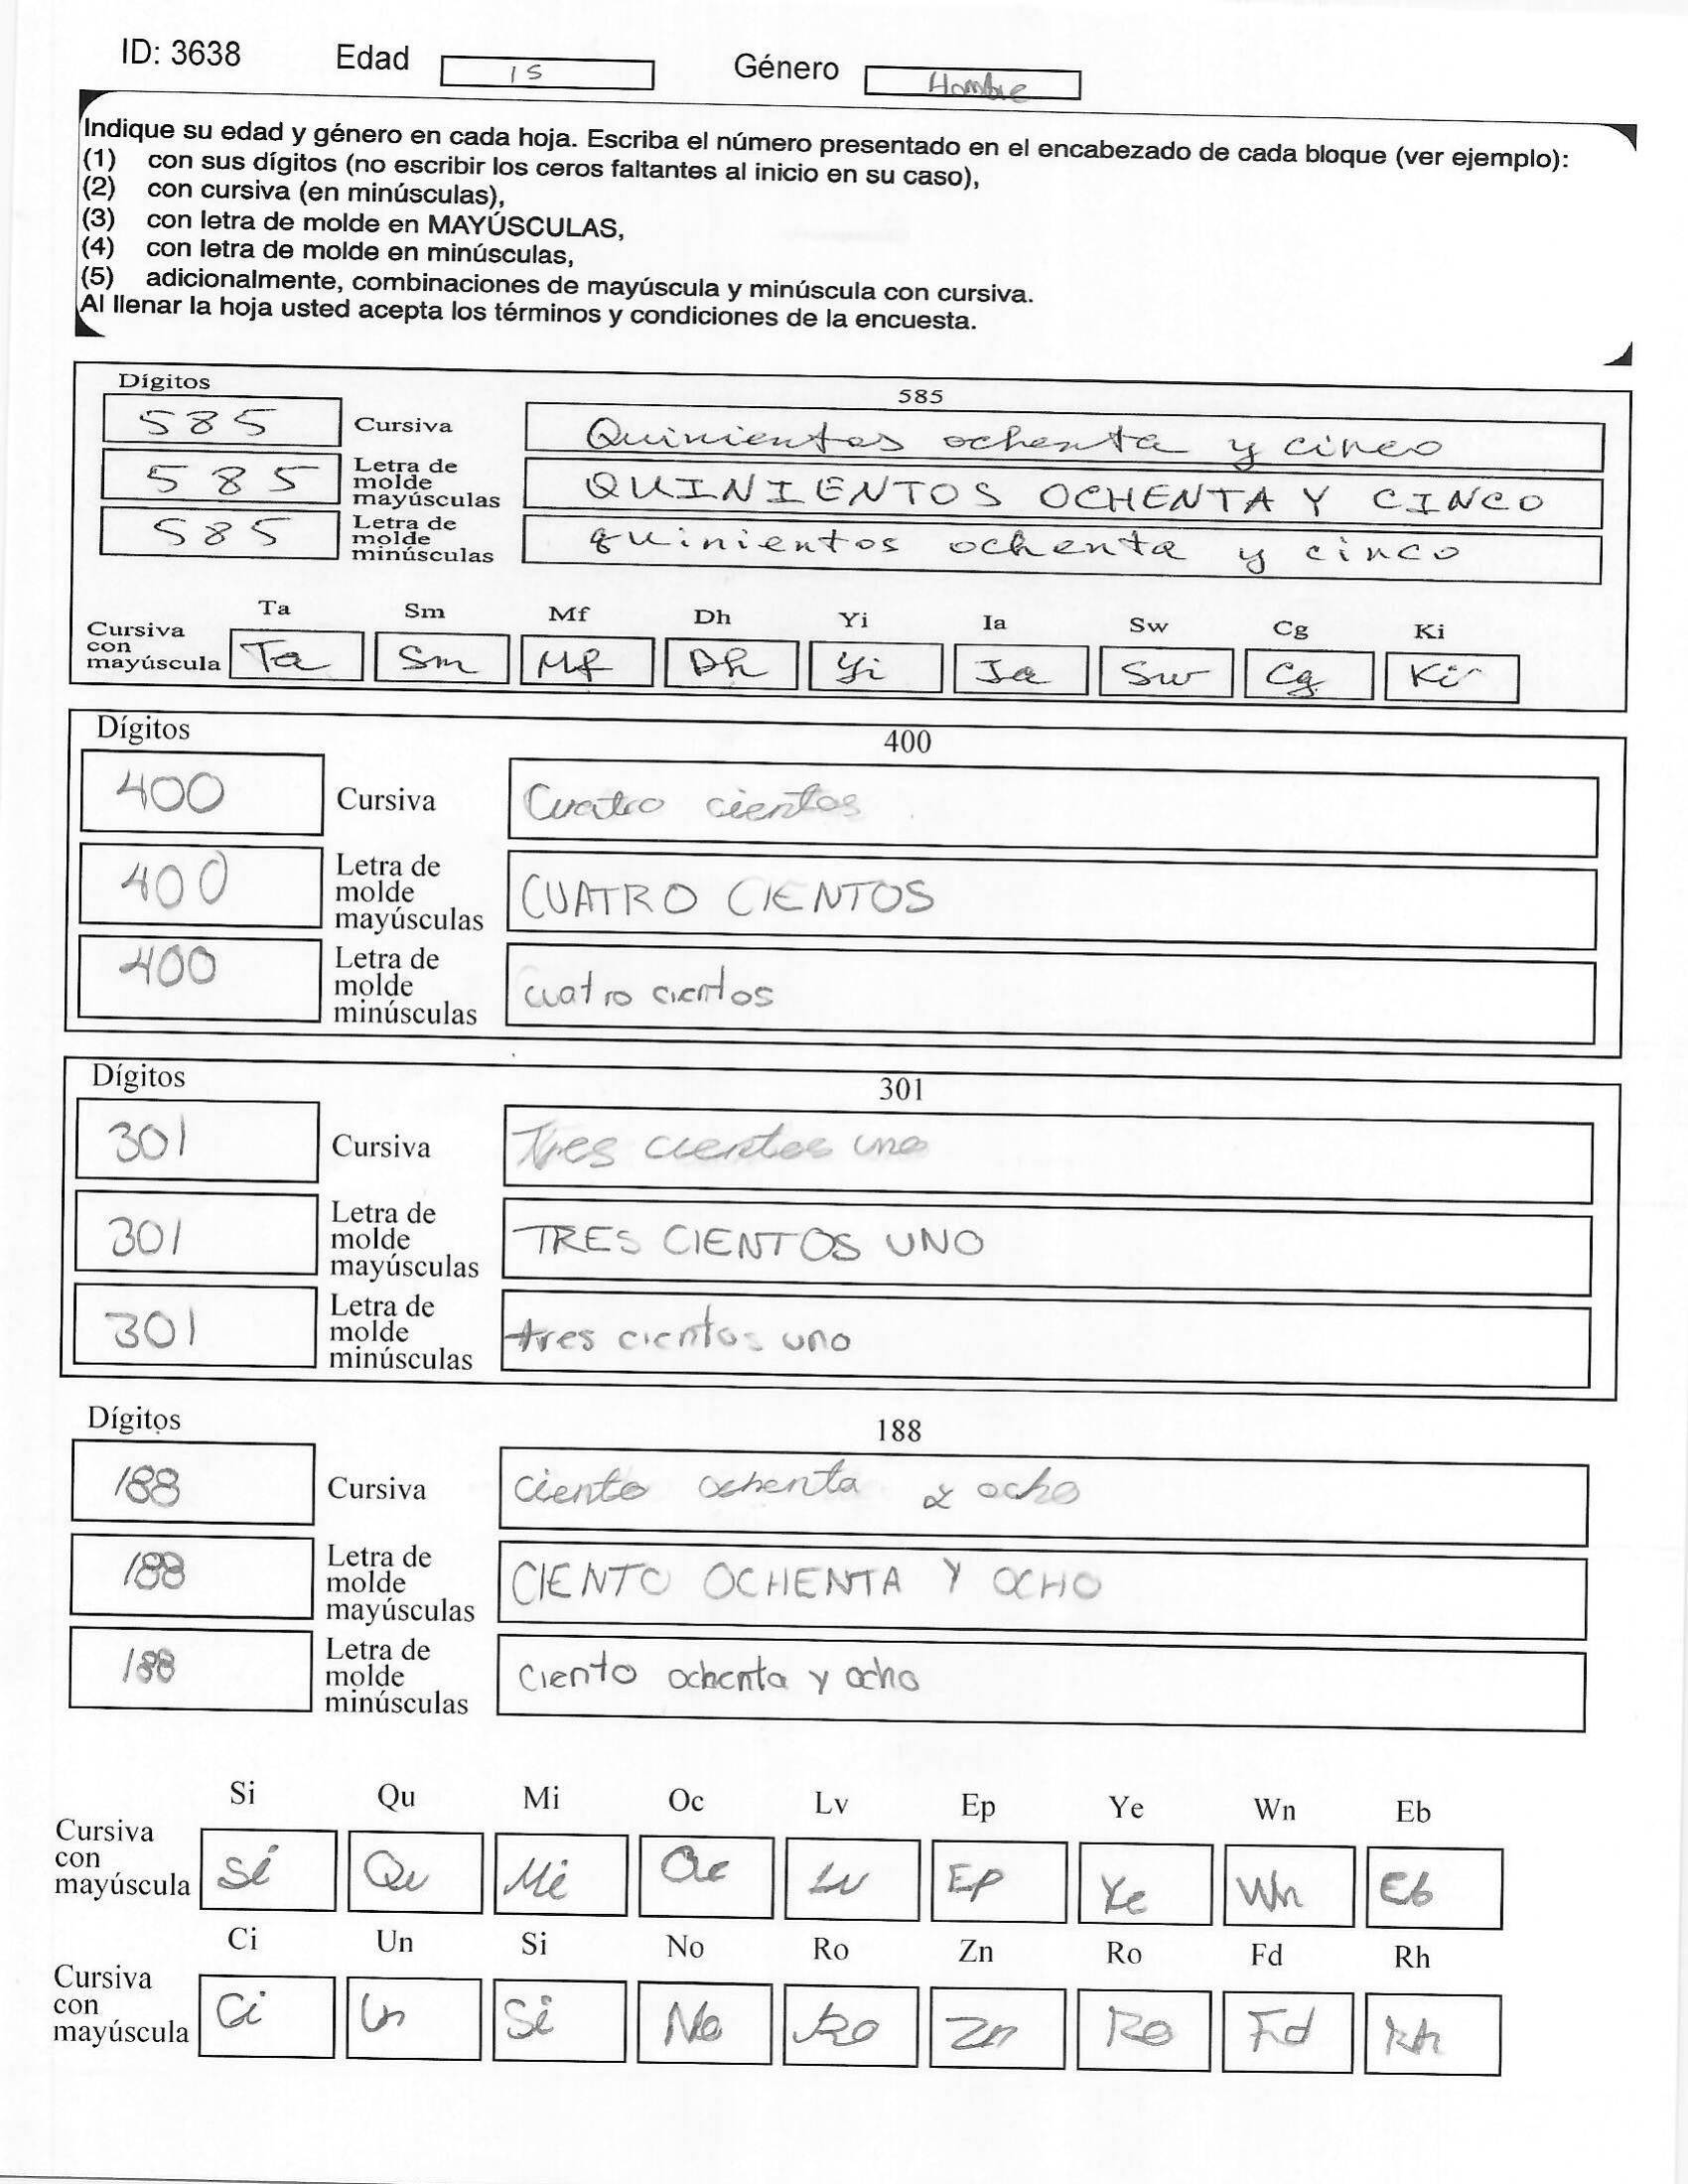 ID: 3638 Edad 15 Género Hombre
Indique su edad y género en cada hoja. Escriba el número presentado en el encabezado de cada bloque (ver ejemplo):
(1) con sus dígitos (no escribir los ceros faltantes al inicio en su caso),
(2) con cursiva (en minúsculas),
(3) con letra de molde en MAYÚSCULAS,
(4) con letra de molde en minúsculas,
(5) adicionalmente, combinaciones de mayúscula y minúscula con cursiva.
Al llenar la hoja usted acepta los términos y condiciones de la encuesta.
Dígitos 585
585 Cursiva Quinientos ochenta y cinco
585 Letra de molde mayúsculas QUINIENTOS OCHENTA Y CINCO
585 Letra de molde minúsculas quinientos ochenta y cinco
Ta Sm Mf Dh Yi Ia Sw Cg Ki
Cursiva con mayúscula Ta Sm Mf Dh Yi Ia Sw Cg Ki
Dígitos 400
400 Cursiva Cuatro cientos
400 Letra de molde mayúsculas CUATRO CIENTOS
400 Letra de molde minúsculas cuatro cientos
Dígitos 301
301 Cursiva Tres cientos uno
301 Letra de molde mayúsculas TRES CIENTOS UNO
301 Letra de molde minúsculas tres cientos uno
Dígitos 188
188 Cursiva ciento ochenta y ocho
188 Letra de molde mayúsculas CIENTO OCHENTA Y OCHO
188 Letra de molde minúsculas ciento ochenta y ocho
Si Qu Mi Oc Lv Ep Ye Wn Eb
Cursiva con mayúscula Si Qu Mi Oc Lv Ep Ye Wn Eb
Ci Un Si No Ro Zn Ro Fd Rh
Cursiva con mayúscula Ci Un Si No Ro Zn Ro Fd Rh